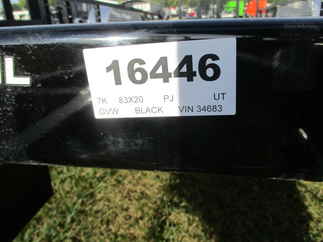 L
16446
7K 83X20 PJ UT
GVW BLACK VIN 34683